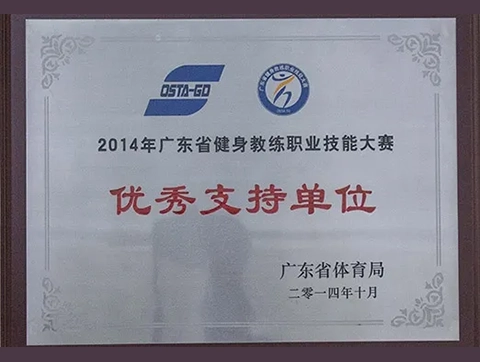 OSTA-GD
2014年广东省健身教练职业技能大赛
优秀支持单位
广东省体育局
二零一四年十月